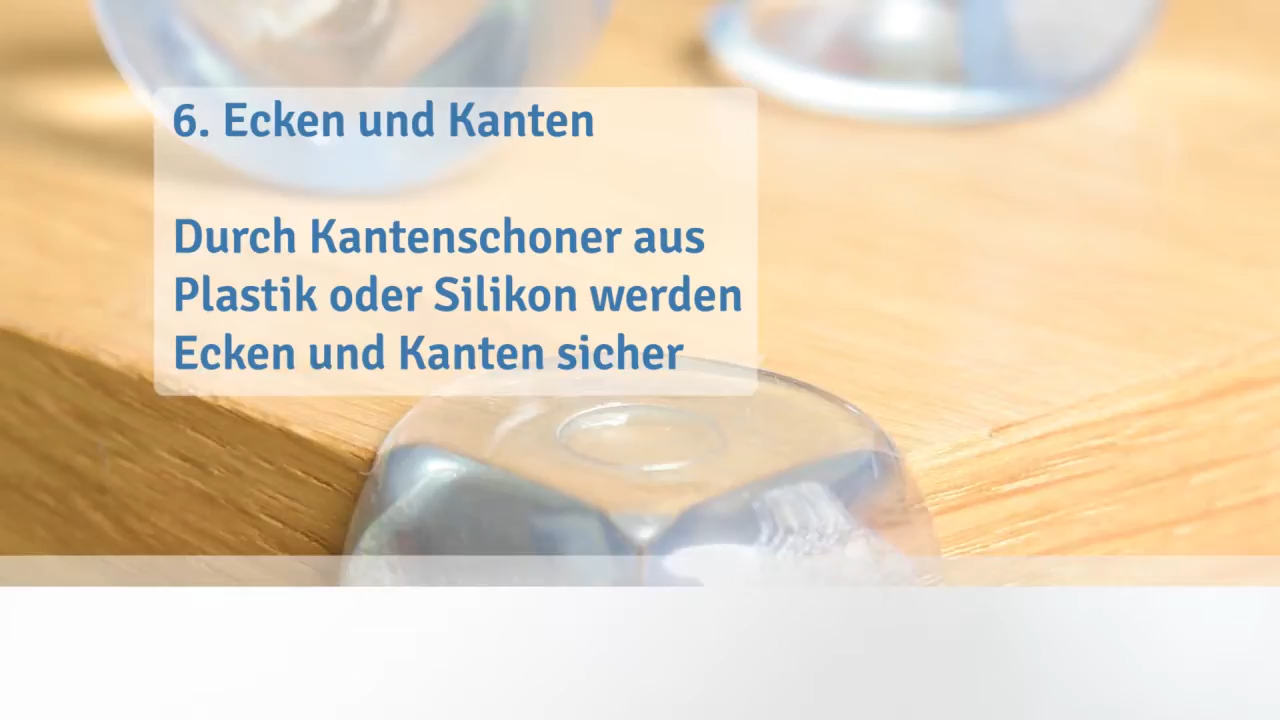 6. Ecken und Kanten
Durch Kantenschoner aus
Plastik oder Silikon werden
Ecken und Kanten sicher